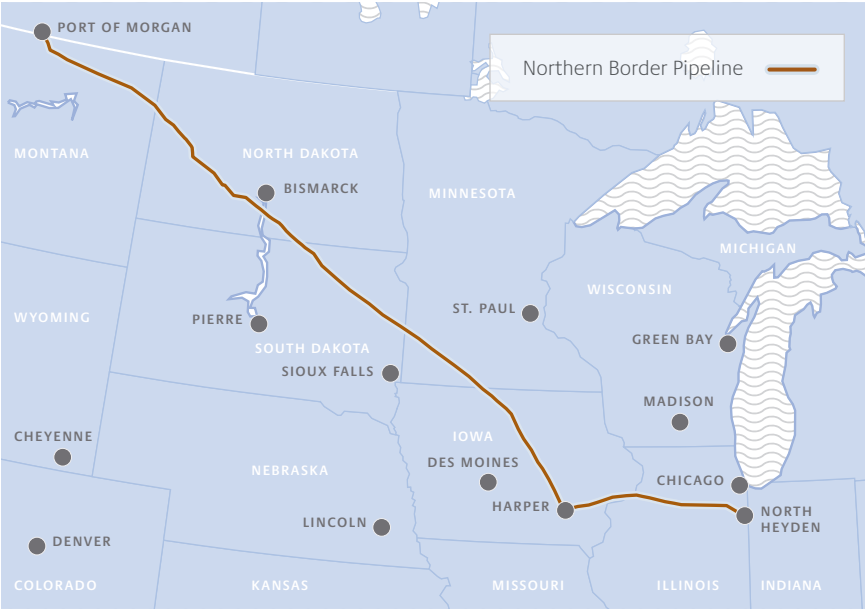 PORT OF MORGAN
Northern Border Pipeline
MONTANA
NORTH DAKOTA
BISMARCK
MINNESOTA
MICHIGAN
WISCONSIN
WYOMING
PIERRE
ST. PAUL
GREEN BAY
SOUTH DAKOTA
SIOUX FALLS
MADISON
CHEYENNE
IOWA
DES MOINES
NEBRASKA
CHICAGO
HARPER
NORTH
HEYDEN
LINCOLN
DENVER
COLORADO
KANSAS
MISSOURI
ILLINOIS
INDIANA